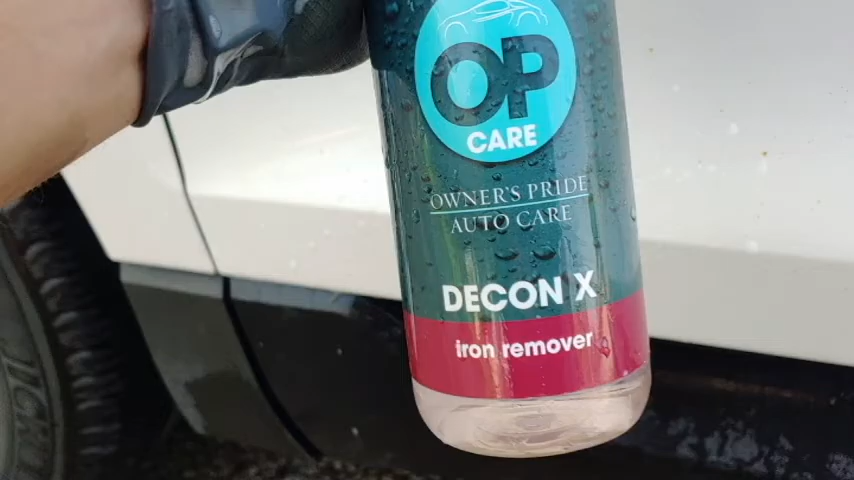 OP
CARE
OWNER'S PRIDE
AUTO CARE
DECON X
iron remover